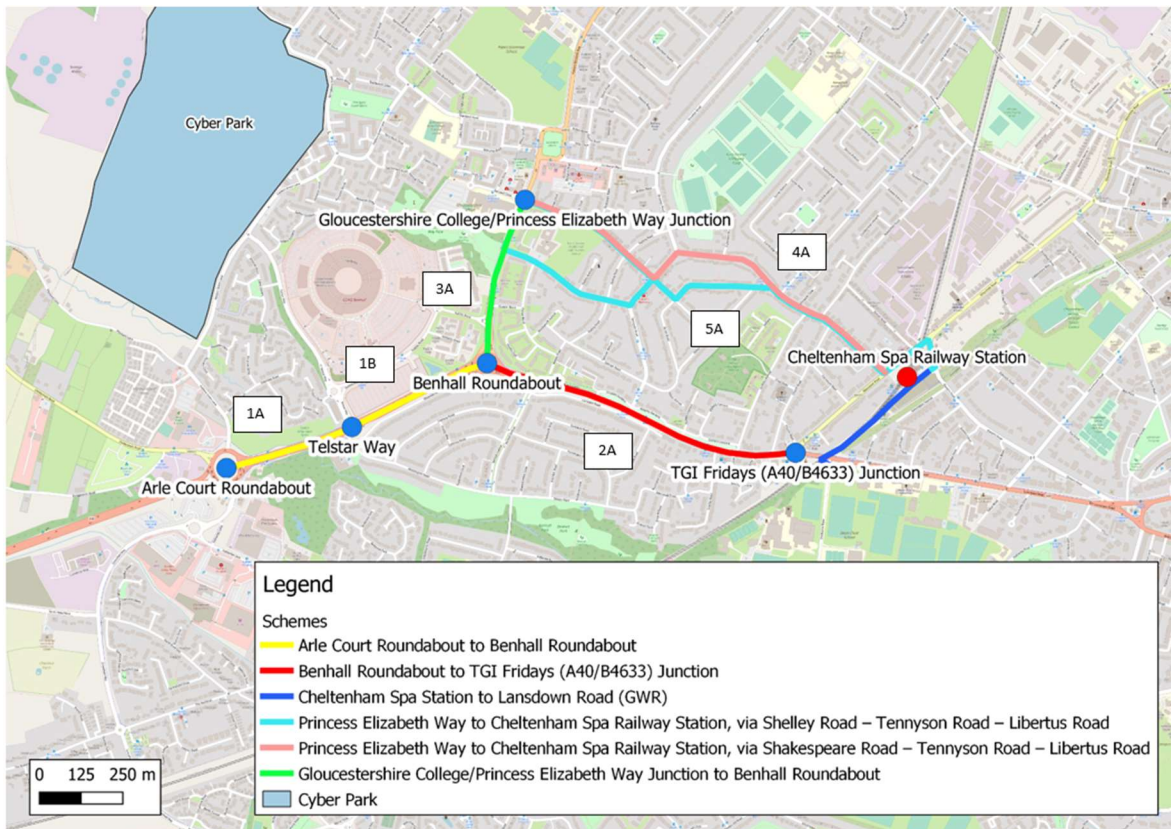 Cyber Park
Gloucestershire College/Princess Elizabeth Way Junction
4A
3A
5A
Cheltenham Spa Railway Station
1B
Benhall Roundabout
1A
Telstar Way
2A
TGI Fridays (A40/B4633) Junction
Arle Court Roundabout
Legend
Schemes
Arle Court Roundabout to Benhall Roundabout
Benhall Roundabout to TGI Fridays (A40/B4633) Junction
Cheltenham Spa Station to Lansdown Road (GWR)
Princess Elizabeth Way to Cheltenham Spa Railway Station, via Shelley Road – Tennyson Road – Libertus Road
Princess Elizabeth Way to Cheltenham Spa Railway Station, via Shakespeare Road – Tennyson Road – Libertus Road
Gloucestershire College/Princess Elizabeth Way Junction to Benhall Roundabout
Cyber Park
0 125 250 m